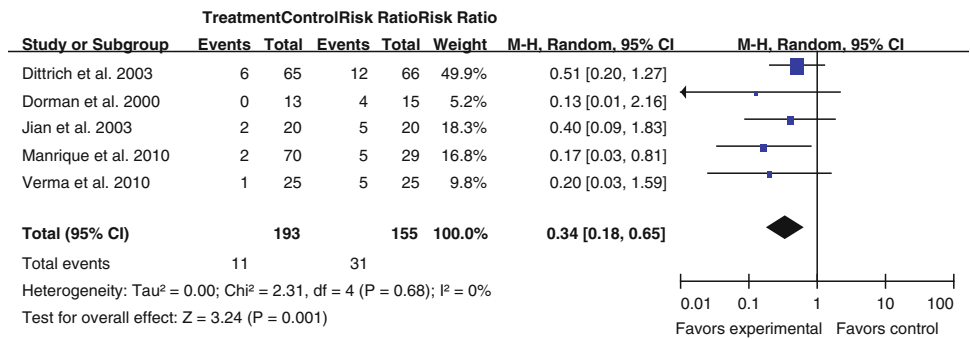 TreatmentControlRisk RatioRisk Ratio
Study or Subgroup Events Total Events Total Weight M-H, Random, 95% CI M-H, Random, 95% CI
Dittrich et al. 2003 6 65 12 66 49.9% 0.51 [0.20, 1.27]
Dorman et al. 2000 0 13 4 15 5.2% 0.13 [0.01, 2.16]
Jian et al. 2003 2 20 5 20 18.3% 0.40 [0.09, 1.83]
Manrique et al. 2010 2 70 5 29 16.8% 0.17 [0.03, 0.81]
Verma et al. 2010 1 25 5 25 9.8% 0.20 [0.03, 1.59]
Total (95% CI) 193 155 100.0% 0.34 [0.18, 0.65]
Total events 11 31
Heterogeneity: Tau² = 0.00; Chi² = 2.31, df = 4 (P = 0.68); I² = 0%
Test for overall effect: Z = 3.24 (P = 0.001)
0.01 0.1 1 10 100
Favors experimental Favors control